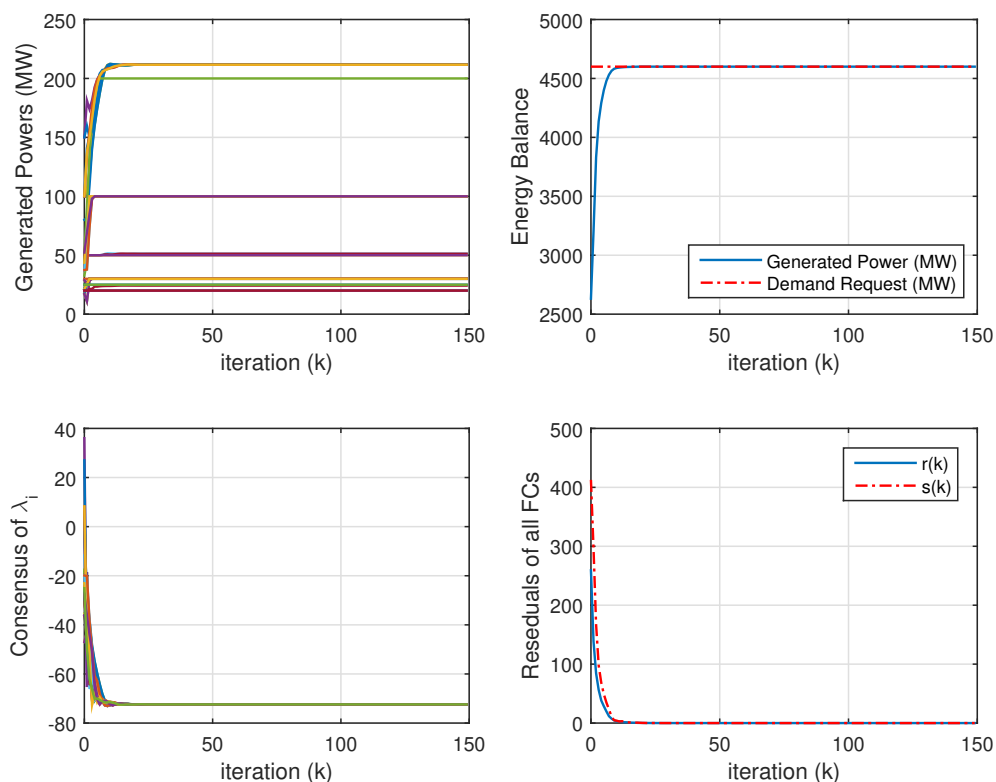 Generated Powers (MW)
250
200
150
100
50
0
0 50 100 150
iteration (k)
Energy Balance
5000
4500
4000
3500
3000
2500
0 50 100 150
iteration (k)
Generated Power (MW)
Demand Request (MW)
Consensus of λi
40
20
0
-20
-40
-60
-80
0 50 100 150
iteration (k)
Reseduals of all FCs
500
400
300
200
100
0
0 50 100 150
iteration (k)
r(k)
s(k)